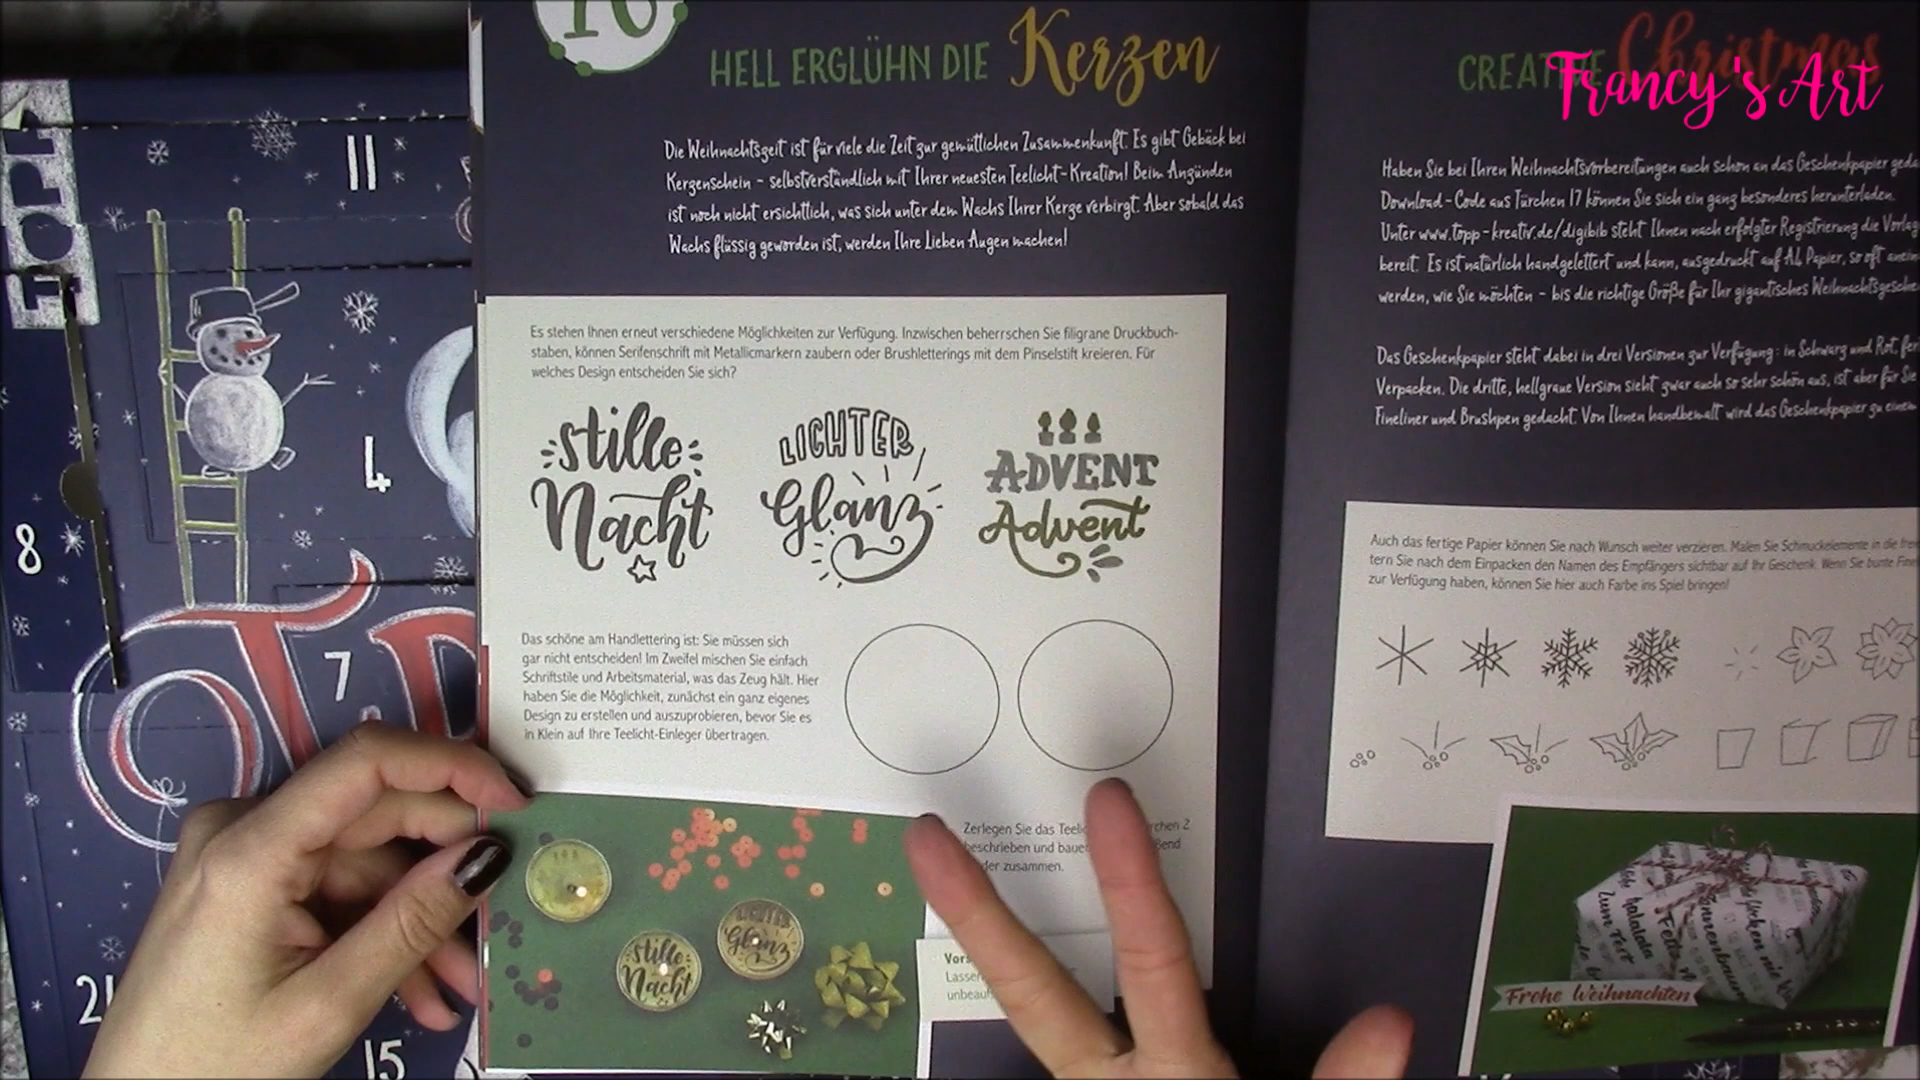 Francy's Art
TOPP
11
8
4
7
21
15
HELL ERGLÜHN DIE Kerzen
Die Weihnachtszeit ist für viele die Zeit zur gemütlichen Zusammenkunft. Es gibt Gebäck bei
Kerzenschein - selbstverständlich mit Ihrer neuesten Teelicht-Kreation! Beim Anzünden
ist noch nicht ersichtlich, was sich unter dem Wachs Ihrer Kerze verbirgt. Aber sobald das
Wachs flüssig geworden ist, werden Ihre Lieben Augen machen!
Es stehen Ihnen erneut verschiedene Möglichkeiten zur Verfügung. Inzwischen beherrschen Sie filigrane Druckbuch-
staben, können Serifenschrift mit Metallicmarkern zaubern oder Brushletterings mit dem Pinselstift kreieren. Für
welches Design entscheiden Sie sich?
stille
Nacht
LICHTER
Glanz
ADVENT
Advent
Das schöne am Handlettering ist: Sie müssen sich
gar nicht entscheiden! Im Zweifel mischen Sie einfach
Schriftstile und Arbeitsmaterial, was das Zeug hält. Hier
haben Sie die Möglichkeit, zunächst ein ganz eigenes
Design zu erstellen und auszuprobieren, bevor Sie es
in Klein auf Ihre Teelicht-Einleger übertragen.
Zerlegen Sie das 2
beschrieben und
zusammen.
stille
Nacht
LICHTER
Glanz
CREATIVE Christmas
Haben Sie bei Ihren Weihnachtsvorbereitungen auch schon an das Geschenkpapier
Download-Code aus Türchen 17 können Sie sich ein ganz besonderes herunterladen.
Unter www.topp-kreativ.de/digibib steht Ihnen nach erfolgter Registrierung die
bereit. Es ist natürlich handgelettert und kann, ausgedruckt auf A4 Papier, so oft
werden, wie Sie möchten - bis die richtige Größe für Ihr gigantisches
Das Geschenkpapier steht dabei in drei Versionen zur Verfügung: in Schwarz und Rot,
Verpacken. Die dritte, hellgraue Version sieht zwar auch so sehr schön aus, ist aber für Sie
Fineliner und Brushpen gedacht. Von Ihnen handbemalt wird das Geschenkpapier zu einem
Auch das fertige Papier können Sie nach Wunsch weiter verzieren. Malen Sie Schmuckelemente in die
tern Sie nach dem Einpacken den Namen des Empfängers sichtbar auf Ihr Geschenk. Wenn Sie bunte
zur Verfügung haben, können Sie hier auch Farbe ins Spiel bringen!
Frohe Weihnachten